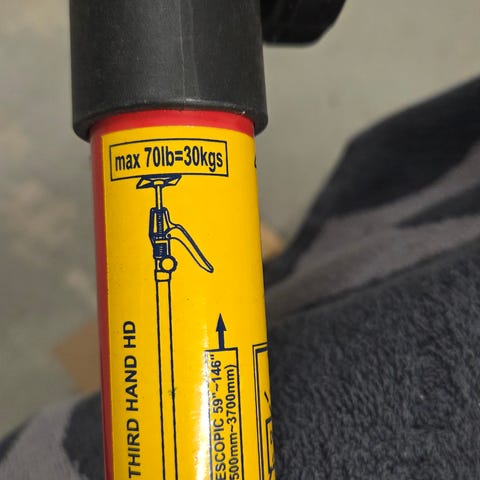 max 70lb=30kgs
THIRD HAND HD
ESCOPIC 59"~146"
500mm~3700mm)